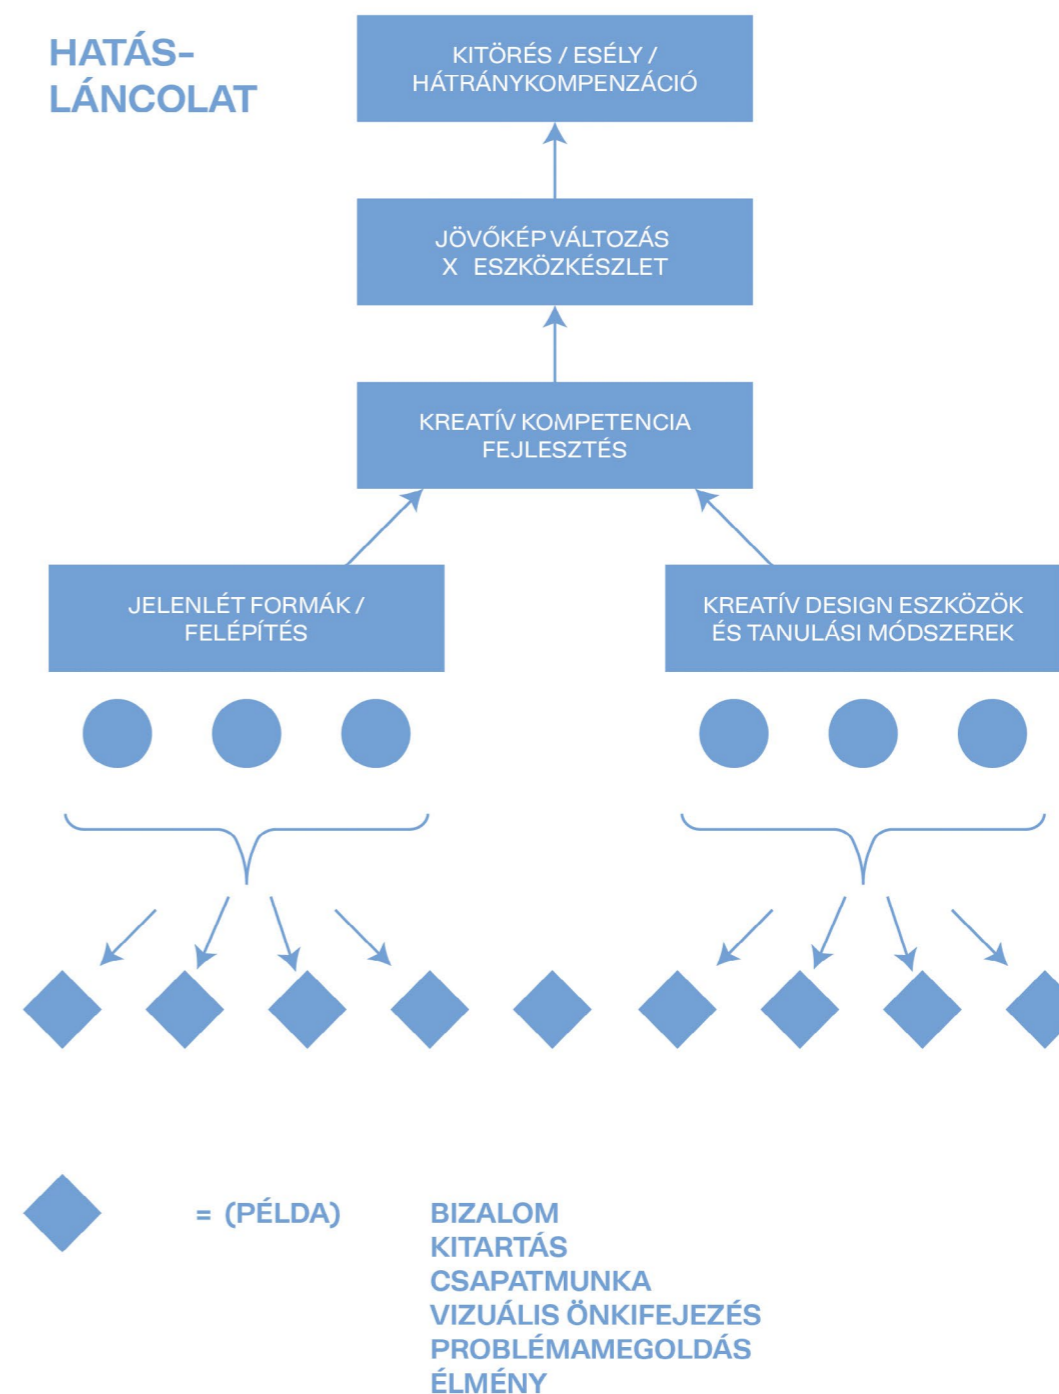 HATÁS-
LÁNCOLAT
KITÖRÉS / ESÉLY /
HÁTRÁNYKOMPENZÁCIÓ
JÖVŐKÉP VÁLTOZÁS
X ESZKÖZKÉSZLET
KREATÍV KOMPETENCIA
FEJLESZTÉS
JELENLÉT FORMÁK /
FELÉPÍTÉS
KREATÍV DESIGN ESZKÖZÖK
ÉS TANULÁSI MÓDSZEREK
= (PÉLDA)
BIZALOM
KITARTÁS
CSAPATMUNKA
VIZUÁLIS ÖNKIFEJEZÉS
PROBLÉMAMEGOLDÁS
ÉLMÉNY